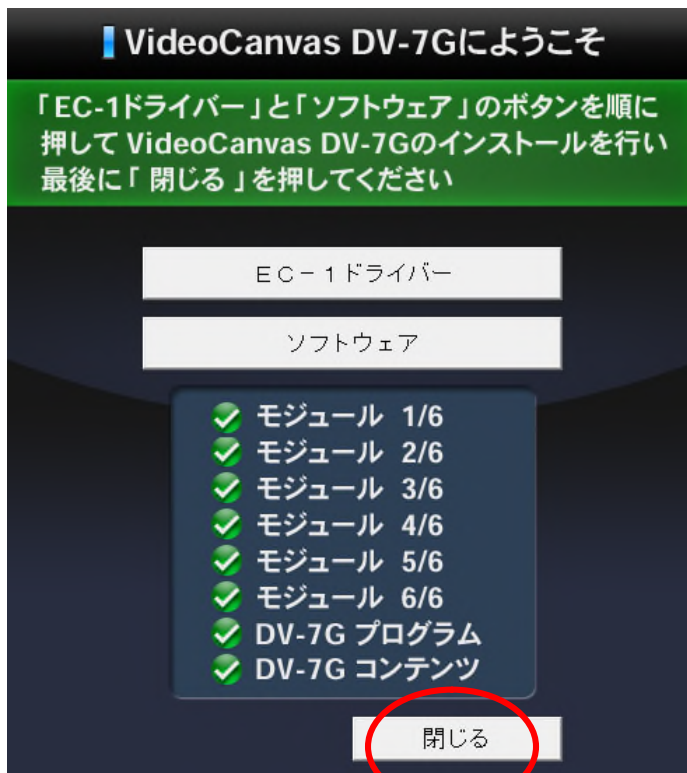 VideoCanvas DV-7Gにようこそ
「EC-1ドライバー」と「ソフトウェア」のボタンを順に
押して VideoCanvas DV-7Gのインストールを行い
最後に「 閉じる 」を押してください
ＥＣ－１ドライバー
ソフトウェア
モジュール 1/6
モジュール 2/6
モジュール 3/6
モジュール 4/6
モジュール 5/6
モジュール 6/6
DV-7G プログラム
DV-7G コンテンツ
閉じる